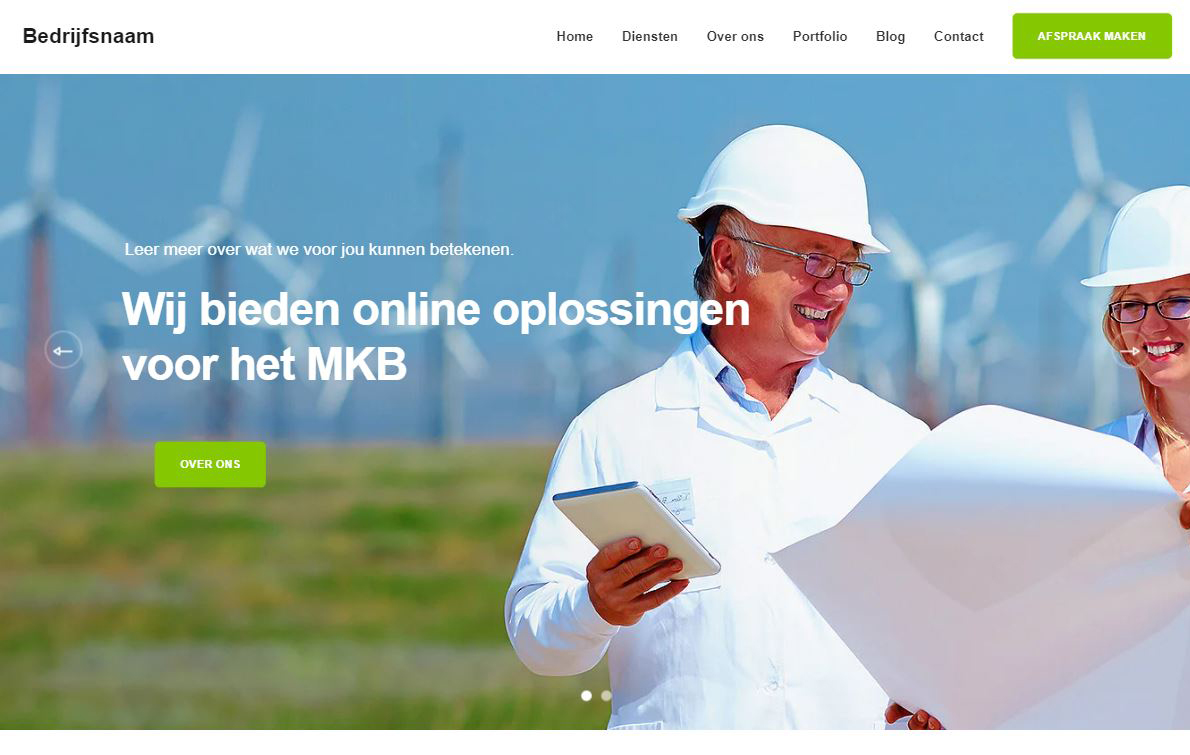 Bedrijfsnaam
Home Diensten Over ons Portfolio Blog Contact AFSPRAAK MAKEN
Leer meer over wat we voor jou kunnen betekenen.
Wij bieden online oplossingen
voor het MKB
OVER ONS